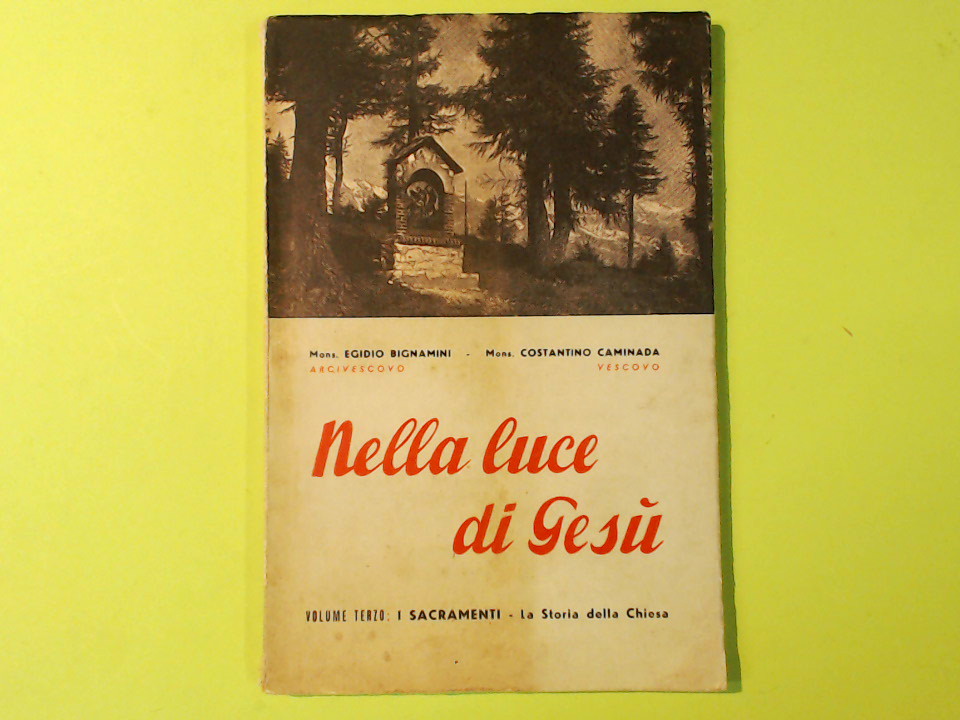 Mons. EGIDIO BIGNAMINI - Mons. COSTANTINO CAMINADA
ARCIVESCOVO VESCOVO
Nella luce
di Gesù
VOLUME TERZO: I SACRAMENTI - La Storia della Chiesa